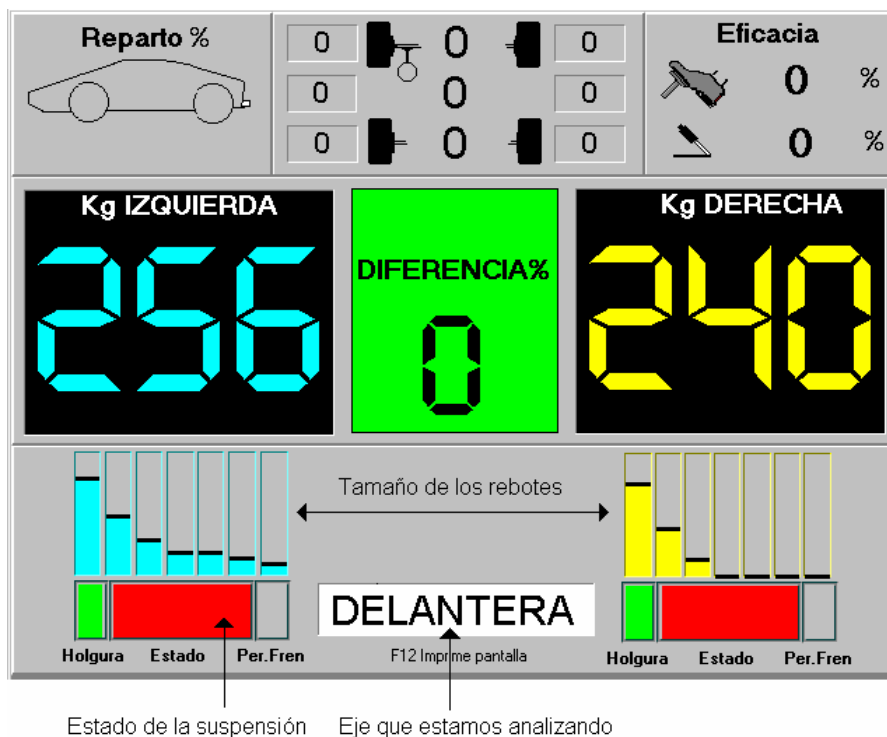 Reparto %
0 0 0
0 0 0
0 0 0
Eficacia
0 %
0 %
Kg IZQUIERDA
256
DIFERENCIA%
0
Kg DERECHA
240
Tamaño de los rebotes
DELANTERA
F12 Imprime pantalla
Holgura Estado Per.Fren
Holgura Estado Per.Fren
Estado de la suspensión
Eje que estamos analizando